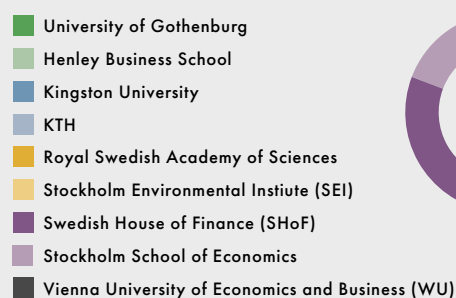 University of Gothenburg
Henley Business School
Kingston University
KTH
Royal Swedish Academy of Sciences
Stockholm Environmental Instiute (SEI)
Swedish House of Finance (SHoF)
Stockholm School of Economics
Vienna University of Economics and Business (WU)